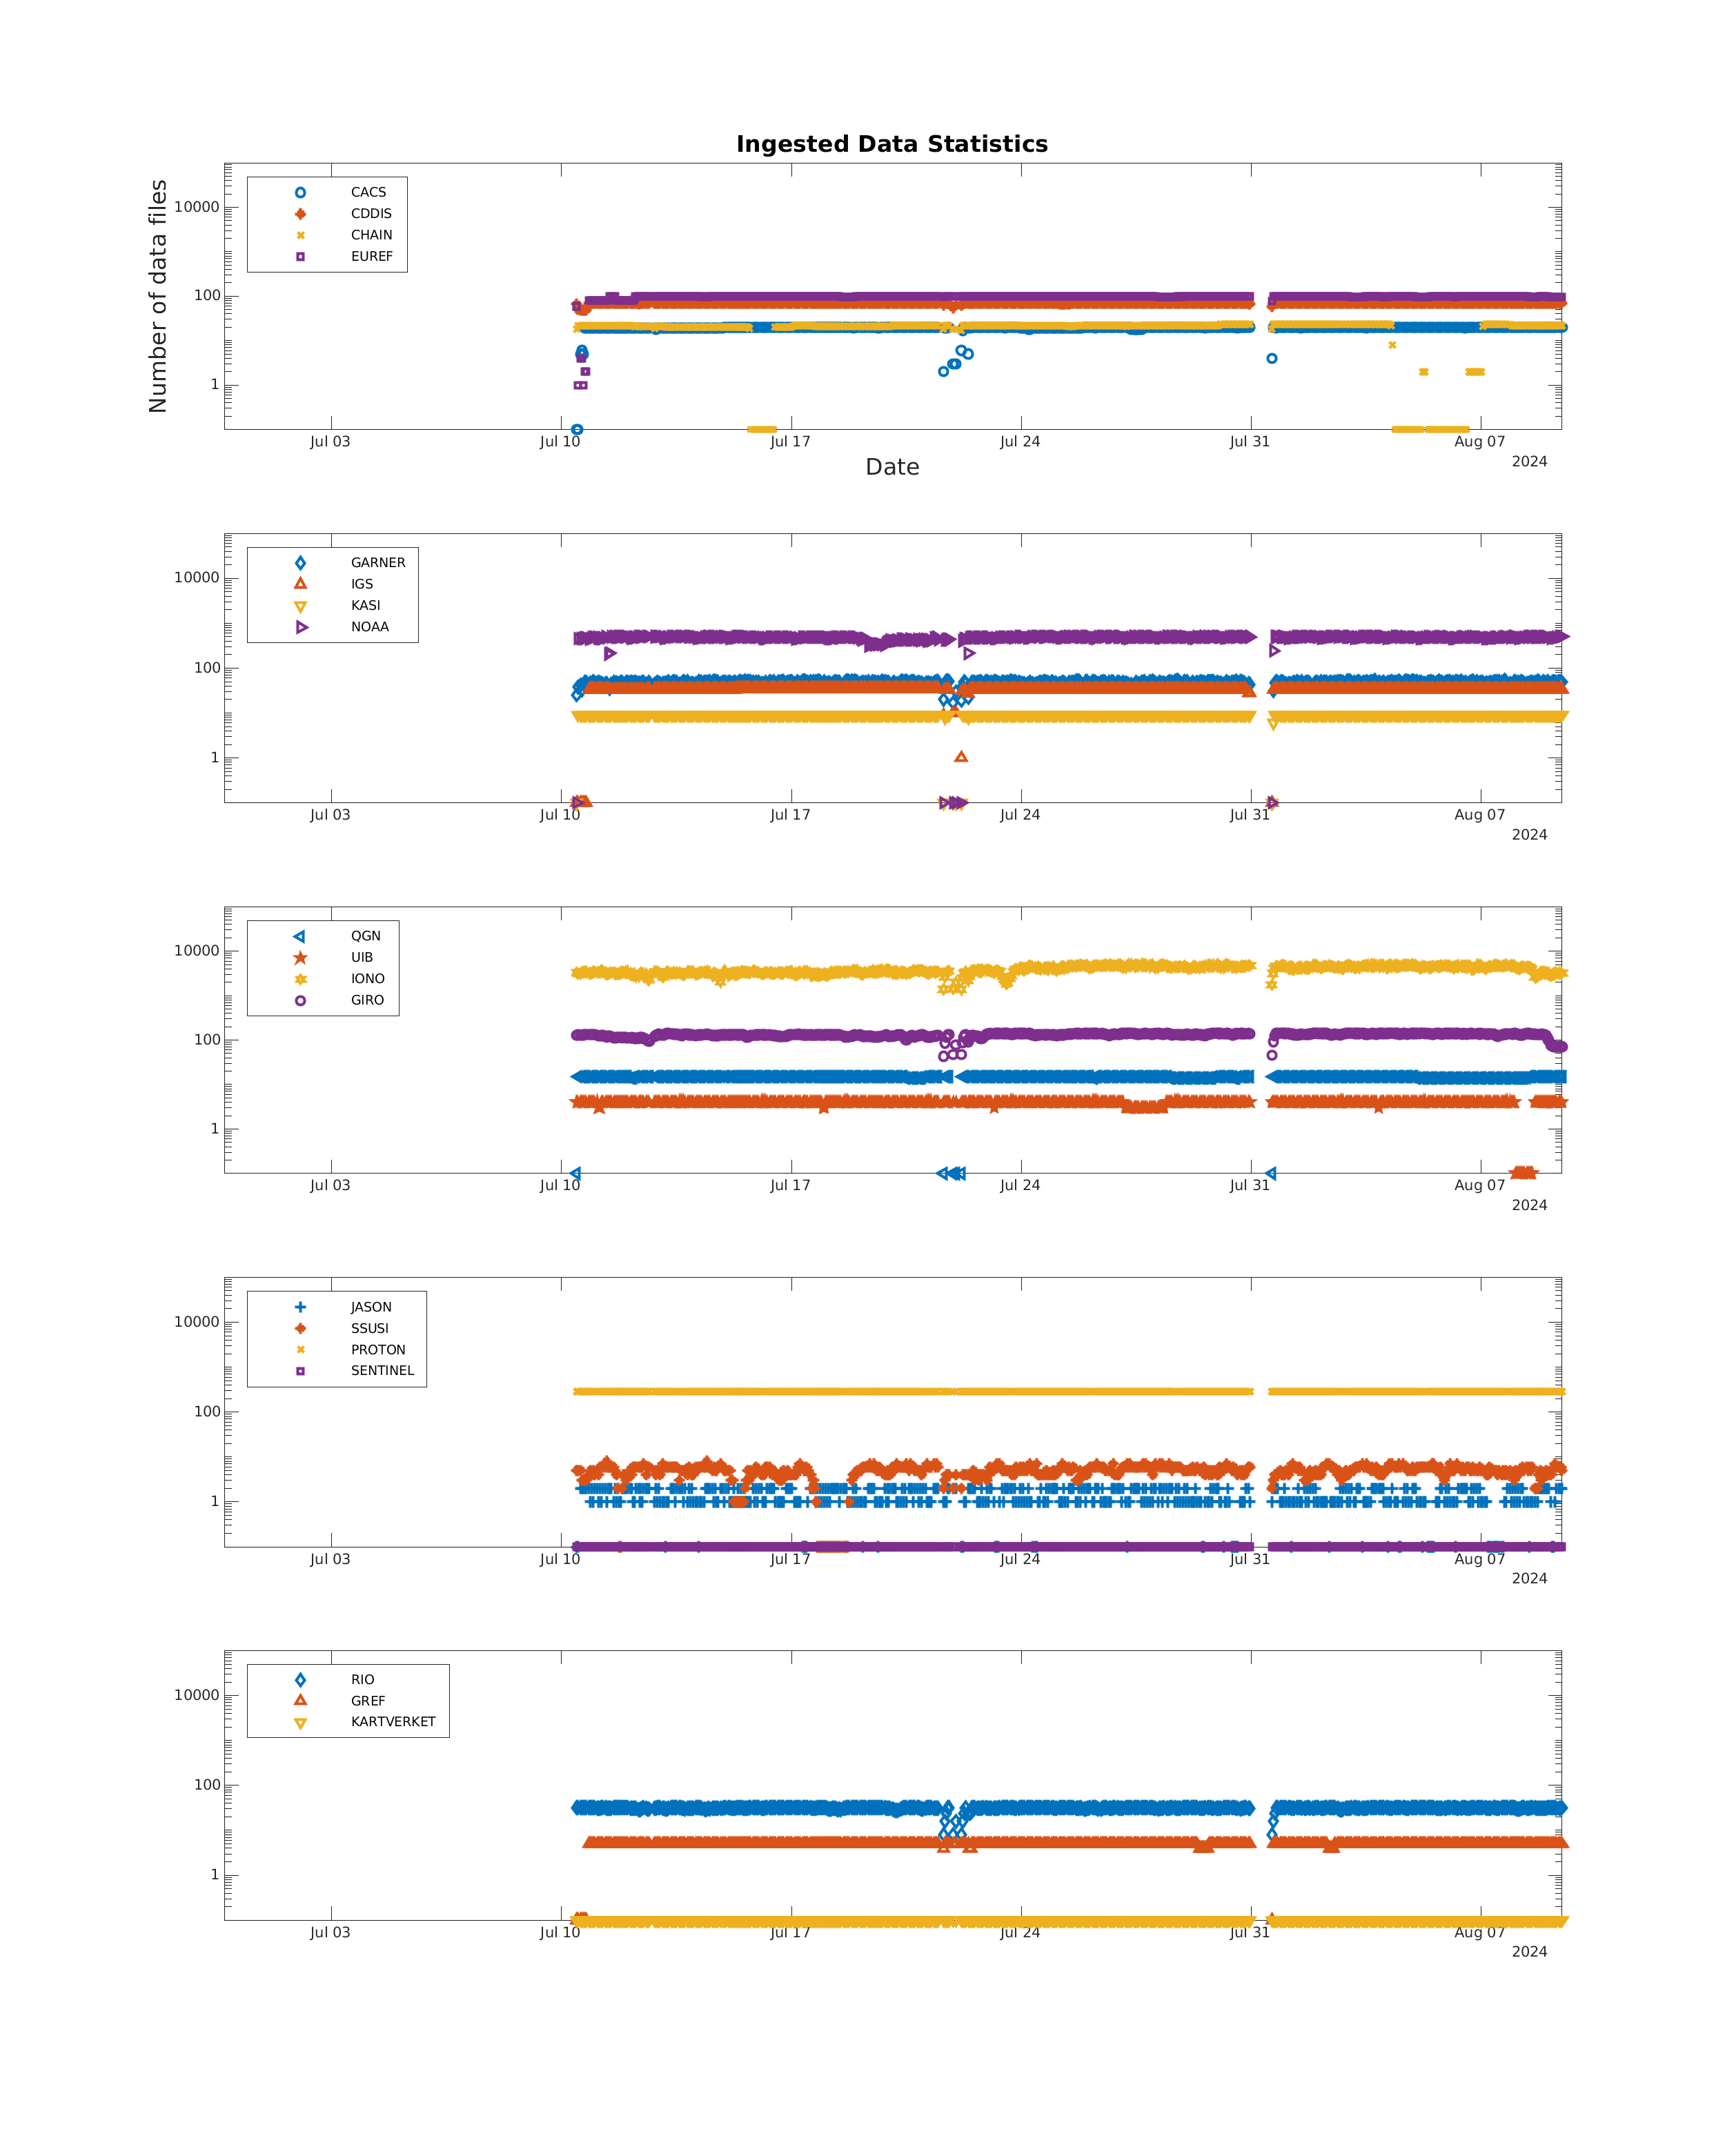 Ingested Data Statistics
Number of data files
CACS
CDDIS
CHAIN
EUREF
10000
100
1
Jul 03 Jul 10 Jul 17 Jul 24 Jul 31 Aug 07
2024
Date
GARNER
IGS
KASI
NOAA
10000
100
1
Jul 03 Jul 10 Jul 17 Jul 24 Jul 31 Aug 07
2024
QGN
UIB
IONO
GIRO
10000
100
1
Jul 03 Jul 10 Jul 17 Jul 24 Jul 31 Aug 07
2024
JASON
SSUSI
PROTON
SENTINEL
10000
100
1
Jul 03 Jul 10 Jul 17 Jul 24 Jul 31 Aug 07
2024
RIO
GREF
KARTVERKET
10000
100
1
Jul 03 Jul 10 Jul 17 Jul 24 Jul 31 Aug 07
2024